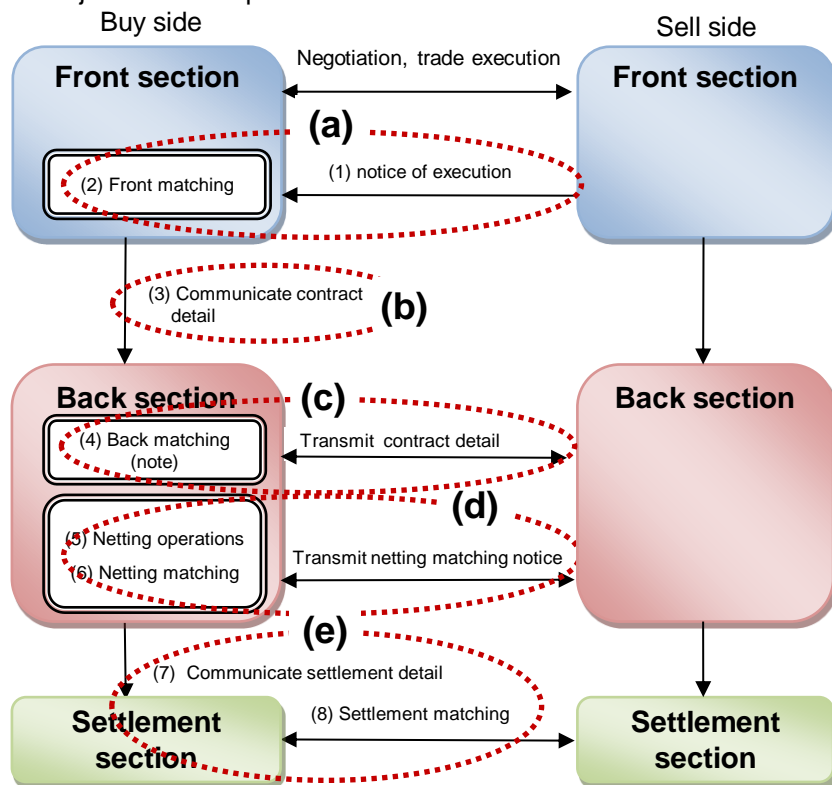 Buy side
Sell side
Front section
Negotiation, trade execution
Front section
(a)
(2) Front matching
(1) notice of execution
(3) Communicate contract
detail
(b)
Back section
(c)
Back section
(4) Back matching
(note)
Transmit contract detail
(d)
(5) Netting operations
(6) Netting matching
Transmit netting matching notice
(e)
(7) Communicate settlement detail
(8) Settlement matching
Settlement
section
Settlement
section